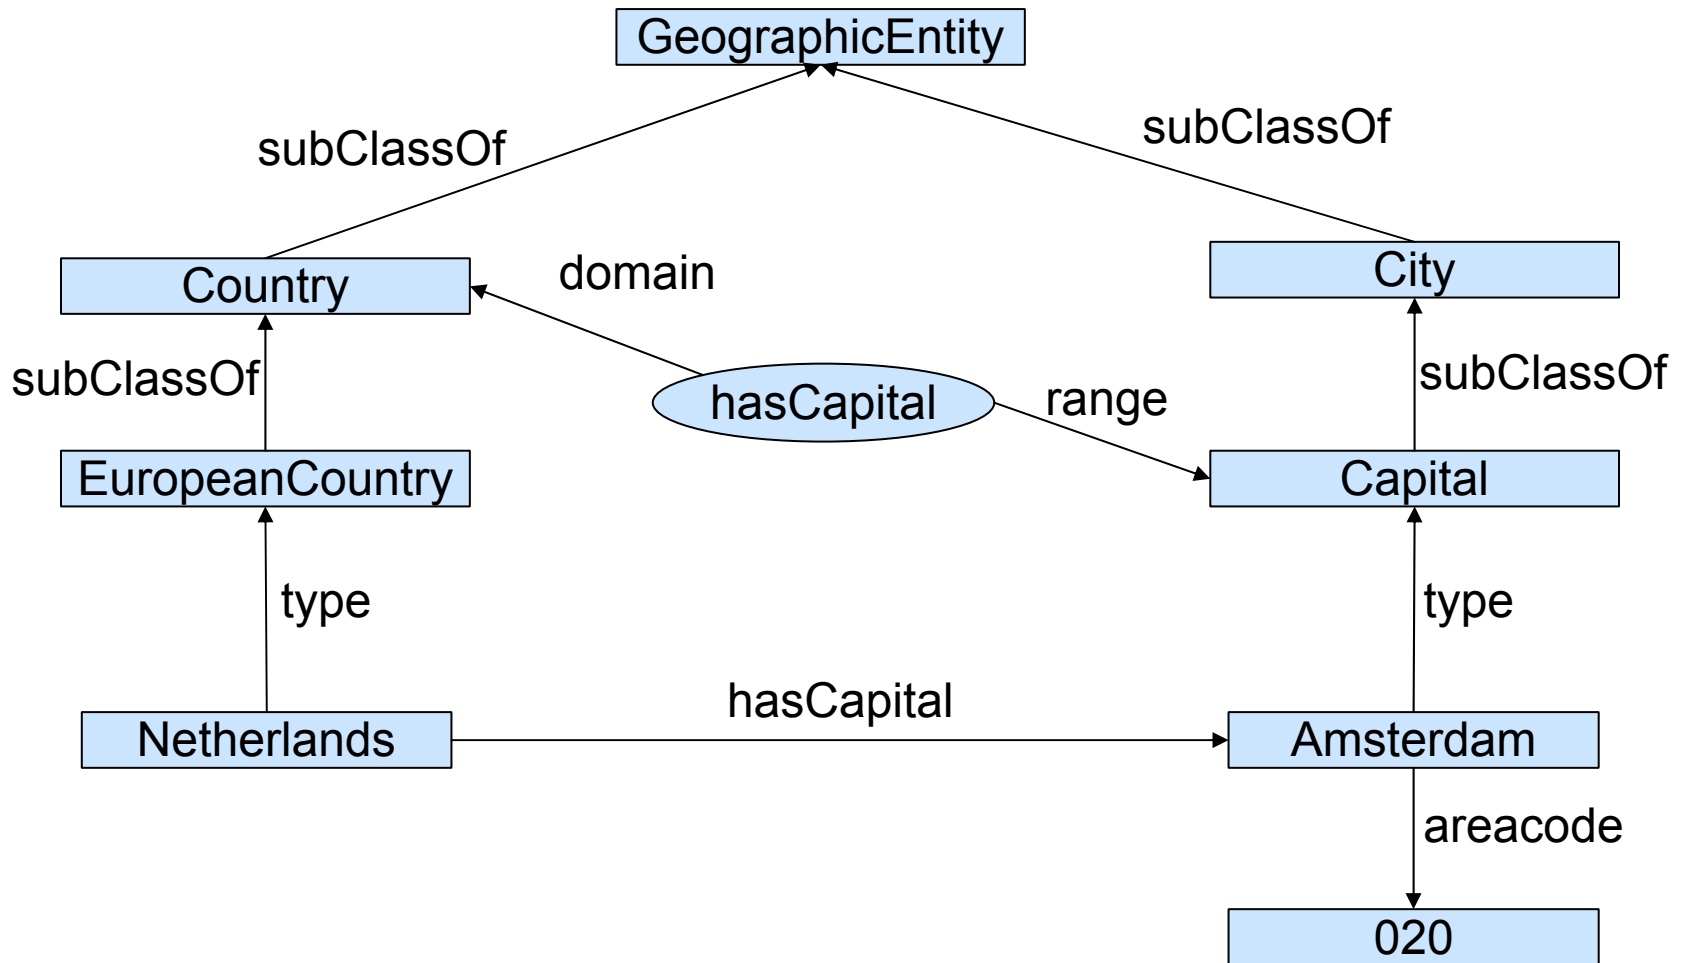 GeographicEntity
subClassOf
subClassOf
Country
domain
City
subClassOf
hasCapital
range
subClassOf
EuropeanCountry
Capital
type
type
hasCapital
Netherlands
Amsterdam
areacode
020